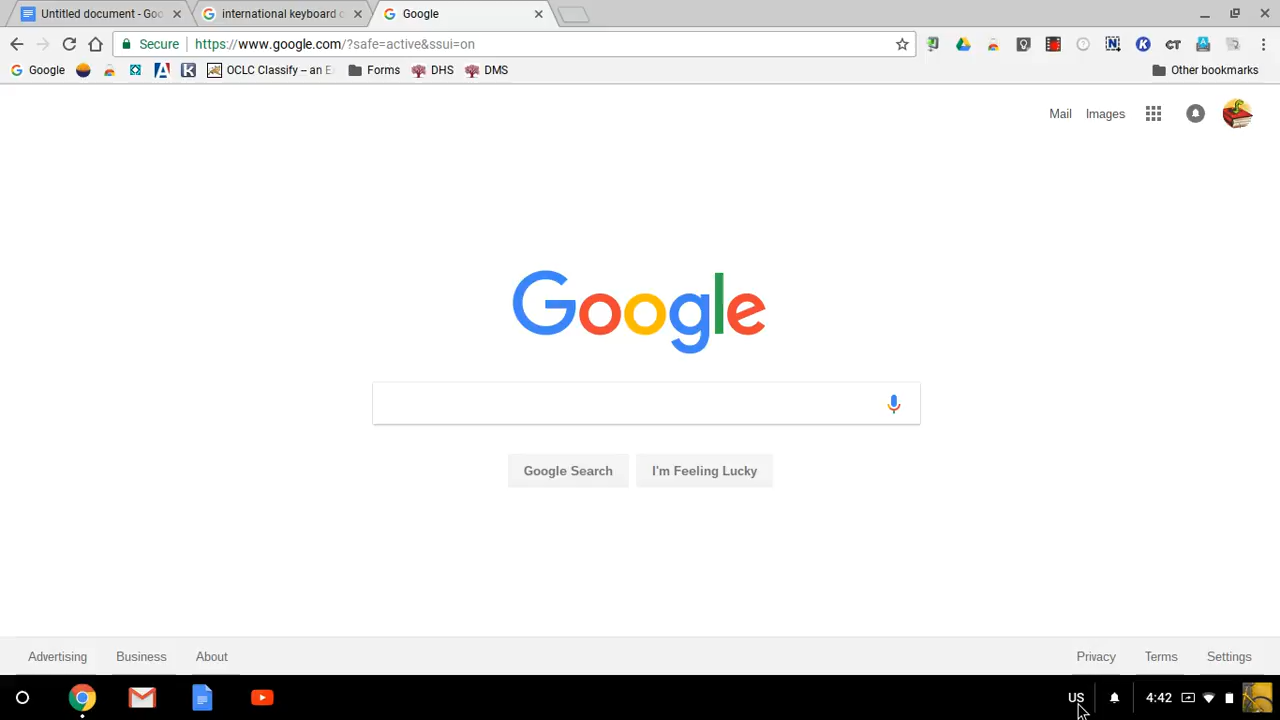 Untitled document - Goo
international keyboard c
Google
Secure https://www.google.com/?safe=active&ssui=on
Google
OCLC Classify – an E
Forms
DHS
DMS
Other bookmarks
Mail
Images
Google
Google Search
I'm Feeling Lucky
Advertising
Business
About
Privacy
Terms
Settings
US
4:42